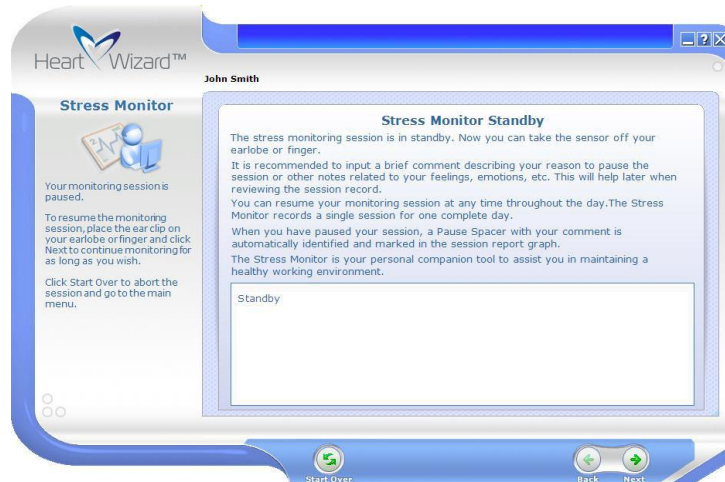 Heart Wizard™
John Smith
Stress Monitor
Your monitoring session is
paused.
To resume the monitoring
session, place the ear clip on
your earlobe or finger and click
Next to continue monitoring for
as long as you wish.
Click Start Over to abort the
session and go to the main
menu.
Stress Monitor Standby
The stress monitoring session is in standby. Now you can take the sensor off your
earlobe or finger.
It is recommended to input a brief comment describing your reason to pause the
session or other notes related to your feelings, emotions, etc. This will help later when
reviewing the session record.
You can resume your monitoring session at any time throughout the day.The Stress
Monitor records a single session for one complete day.
When you have paused your session, a Pause Spacer with your comment is
automatically identified and marked in the session report graph.
The Stress Monitor is your personal companion tool to assist you in maintaining a
healthy working environment.
Standby
Start Over
Back Next